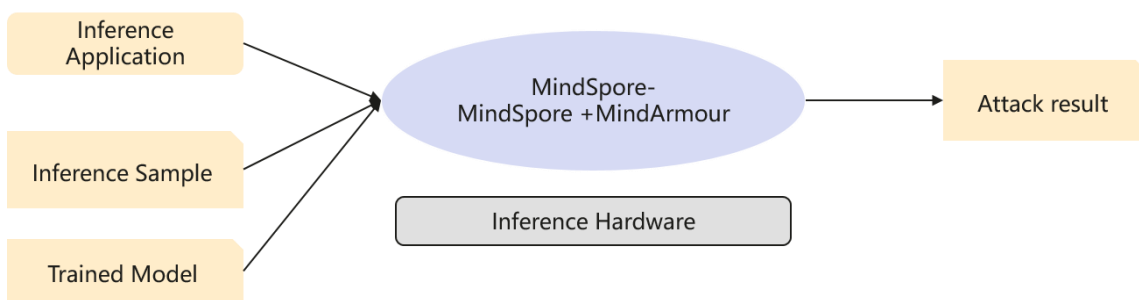 Inference
Application
Inference Sample
Trained Model
MindSpore-
MindSpore +MindArmour
Inference Hardware
Attack result